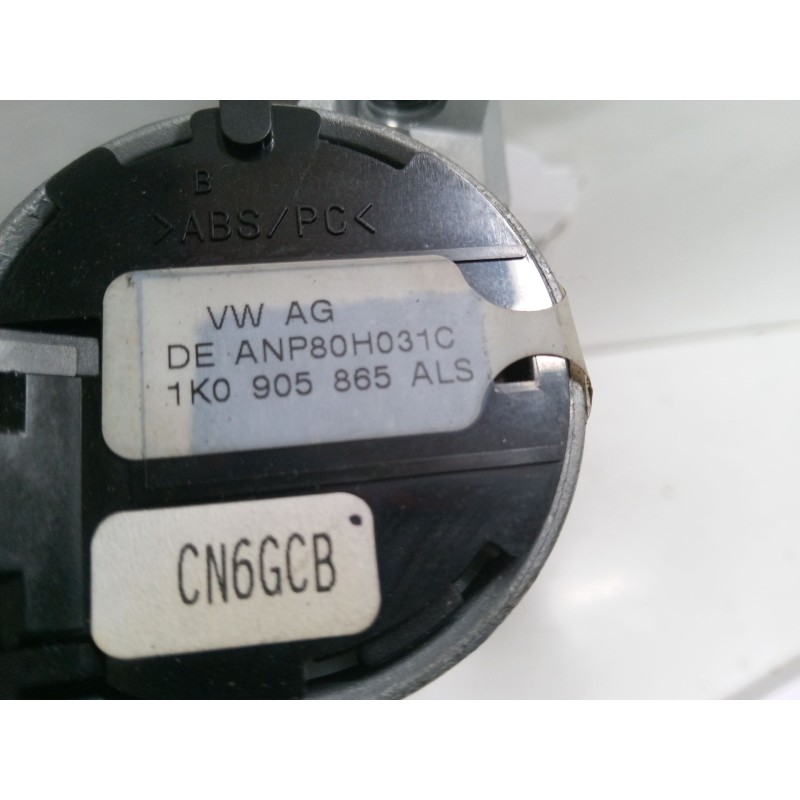 B
>ABS/PC<
VW AG
DE ANP80H031C
1K0 905 865 ALS
CN6GCB